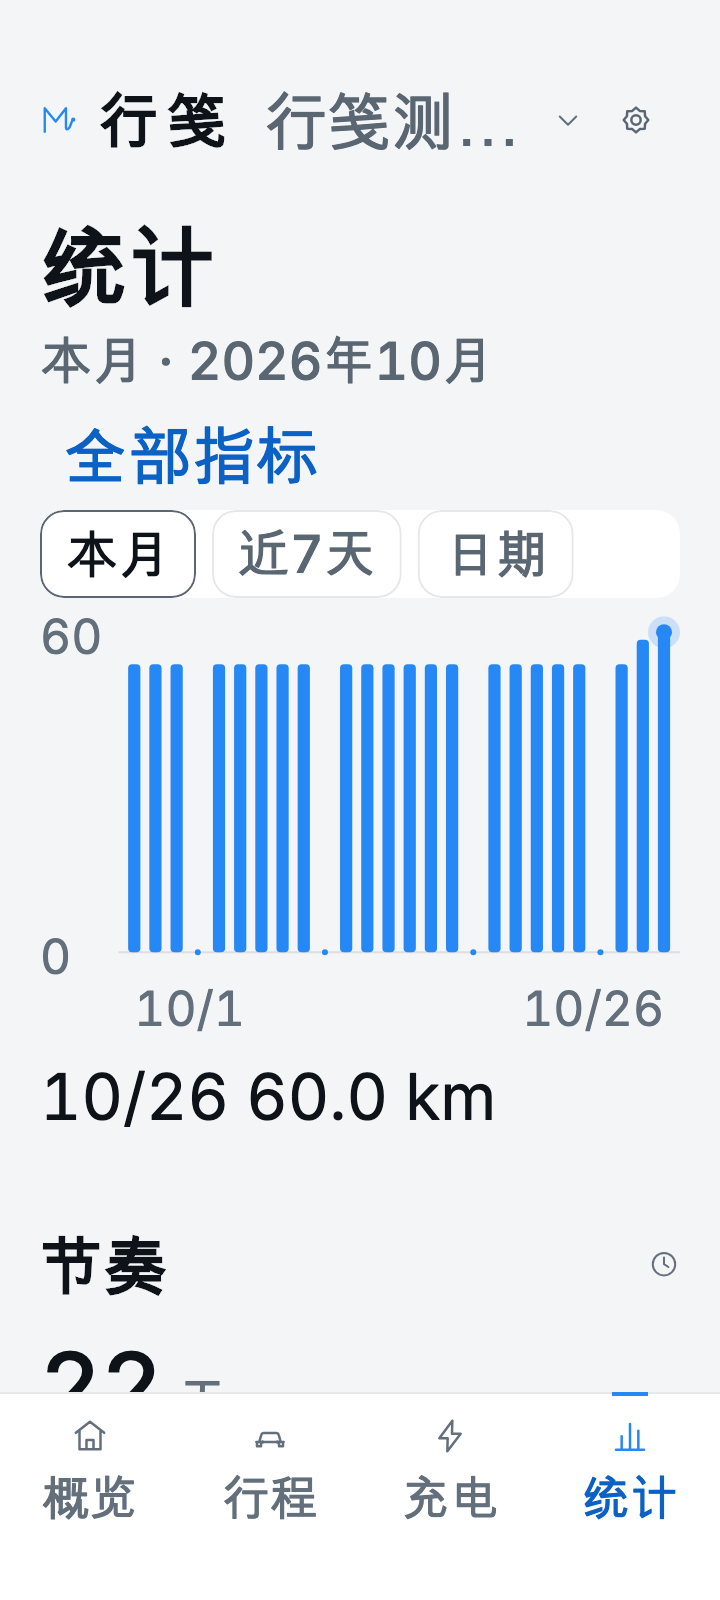 行笺 行笺测…
统计
本月 · 2026年10月
全部指标
本月 近7天 日期
60
0
10/1 10/26
10/26 60.0 km
节奏
22 天
概览 行程 充电 统计